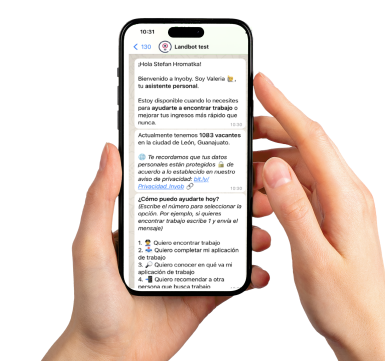 10:31
130 Landbot test
¡Hola Stefan Hromatka!
Bienvenido a Inyoby. Soy Valeria 🙋🏼,
tu asistente personal.
Estoy disponible cuando lo necesites
para ayudarte a encontrar trabajo o
mejorar tus ingresos más rápido que
nunca.
Actualmente tenemos 1083 vacantes
en la ciudad de León, Guanajuato.
🌐 Te recordamos que tus datos
personales están protegidos 🔐 de
acuerdo a lo establecido en nuestro
aviso de privacidad: bit.ly/
Privacidad_Inyob 🔗
¿Cómo puedo ayudarte hoy?
(Escribe el número para seleccionar la
opción. Por ejemplo, si quieres
encontrar trabajo escribe 1 y envía el
mensaje)
1. Quiero encontrar trabajo
2. Quiero completar mi aplicación
de trabajo
3. 🔎 Quiero conocer en qué va mi
aplicación de trabajo
4. 📲 Quiero recomendar a otra
persona que busca trabajo